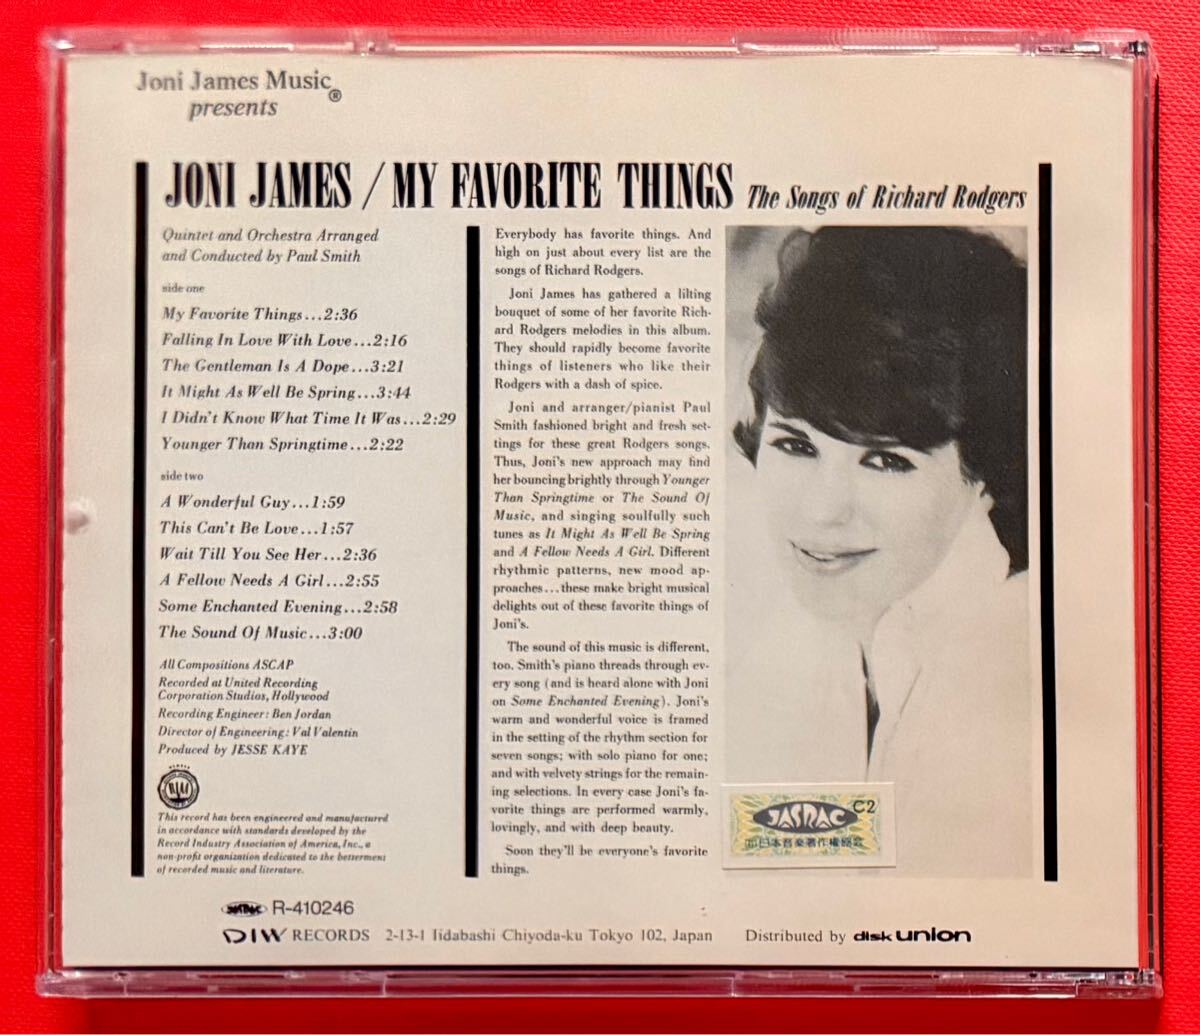 Joni James Music®
presents
JONI JAMES / MY FAVORITE THINGS The Songs of Richard Rodgers
Quintet and Orchestra Arranged
and Conducted by Paul Smith
side one
My Favorite Things...2:36
Falling In Love With Love...2:16
The Gentleman Is A Dope...3:21
It Might As Well Be Spring...3:44
I Didn't Know What Time It Was...2:29
Younger Than Springtime...2:22
side two
A Wonderful Guy...1:59
This Can't Be Love...1:57
Wait Till You See Her...2:36
A Fellow Needs A Girl...2:55
Some Enchanted Evening...2:58
The Sound Of Music...3:00
All Compositions ASCAP
Recorded at United Recording
Corporation Studios, Hollywood
Recording Engineer: Ben Jordan
Director of Engineering: Val Valentin
Produced by JESSE KAYE
RIAA
This record has been engineered and manufactured
in accordance with standards developed by the
Record Industry Association of America, Inc., a
non-profit organization dedicated to the betterment
of recorded music and literature.
Everybody has favorite things. And
high on just about every list are the
songs of Richard Rodgers.
Joni James has gathered a lilting
bouquet of some of her favorite Rich-
ard Rodgers melodies in this album.
They should rapidly become favorite
things of listeners who like their
Rodgers with a dash of spice.
Joni and arranger/pianist Paul
Smith fashioned bright and fresh set-
tings for these great Rodgers songs.
Thus, Joni's new approach may find
her bouncing brightly through Younger
Than Springtime or The Sound Of
Music, and singing soulfully such
tunes as It Might As Well Be Spring
and A Fellow Needs A Girl. Different
rhythmic patterns, new mood ap-
proaches...these make bright musical
delights out of these favorite things of
Joni's.
The sound of this music is different,
too. Smith's piano threads through ev-
ery song (and is heard alone with Joni
on Some Enchanted Evening). Joni's
warm and wonderful voice is framed
in the setting of the rhythm section for
seven songs; with solo piano for one;
and with velvety strings for the remain-
ing selections. In every case Joni's fa-
vorite things are performed warmly,
lovingly, and with deep beauty.
Soon they'll be everyone's favorite
things.
JASRAC C2
日本音楽著作権協会
JASRAC R-410246
DIW RECORDS 2-13-1 Iidabashi Chiyoda-ku Tokyo 102, Japan Distributed by disk union